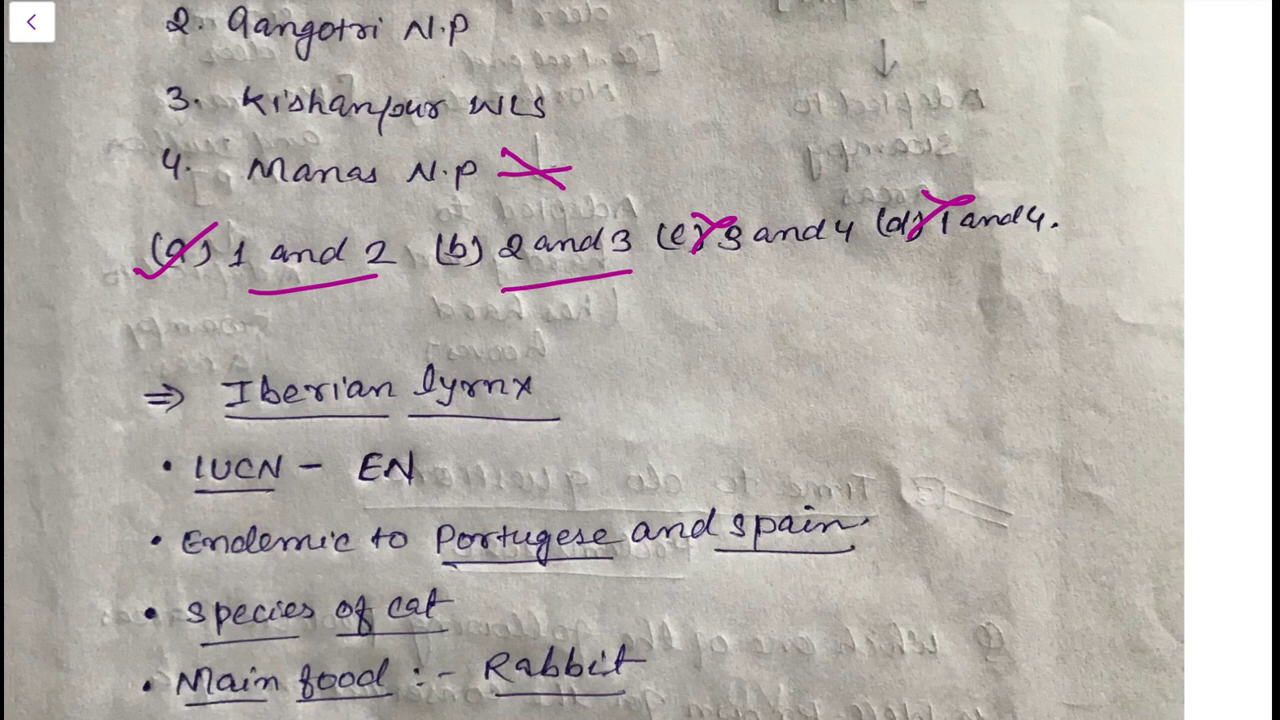 2. Gangotri N.P
3. Kishanpur WLS
4. Manas N.P
(a) 1 and 2 (b) 2 and 3 (c) 3 and 4 (d) 1 and 4.
⇒ Iberian lyrnx
• IUCN – EN
• Endemic to Portugese and Spain.
• Species of cat
• Main food :- Rabbit